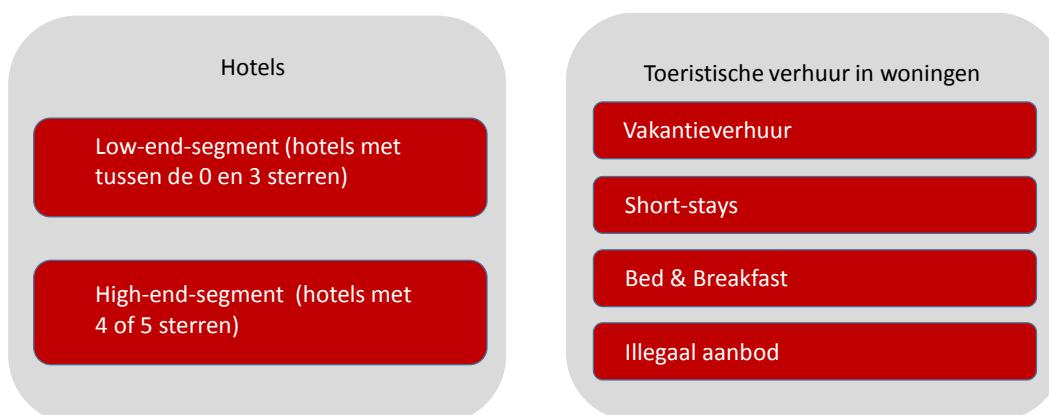 Hotels
Low-end-segment (hotels met
tussen de 0 en 3 sterren)
High-end-segment (hotels met
4 of 5 sterren)
Toeristische verhuur in woningen
Vakantieverhuur
Short-stays
Bed & Breakfast
Illegaal aanbod